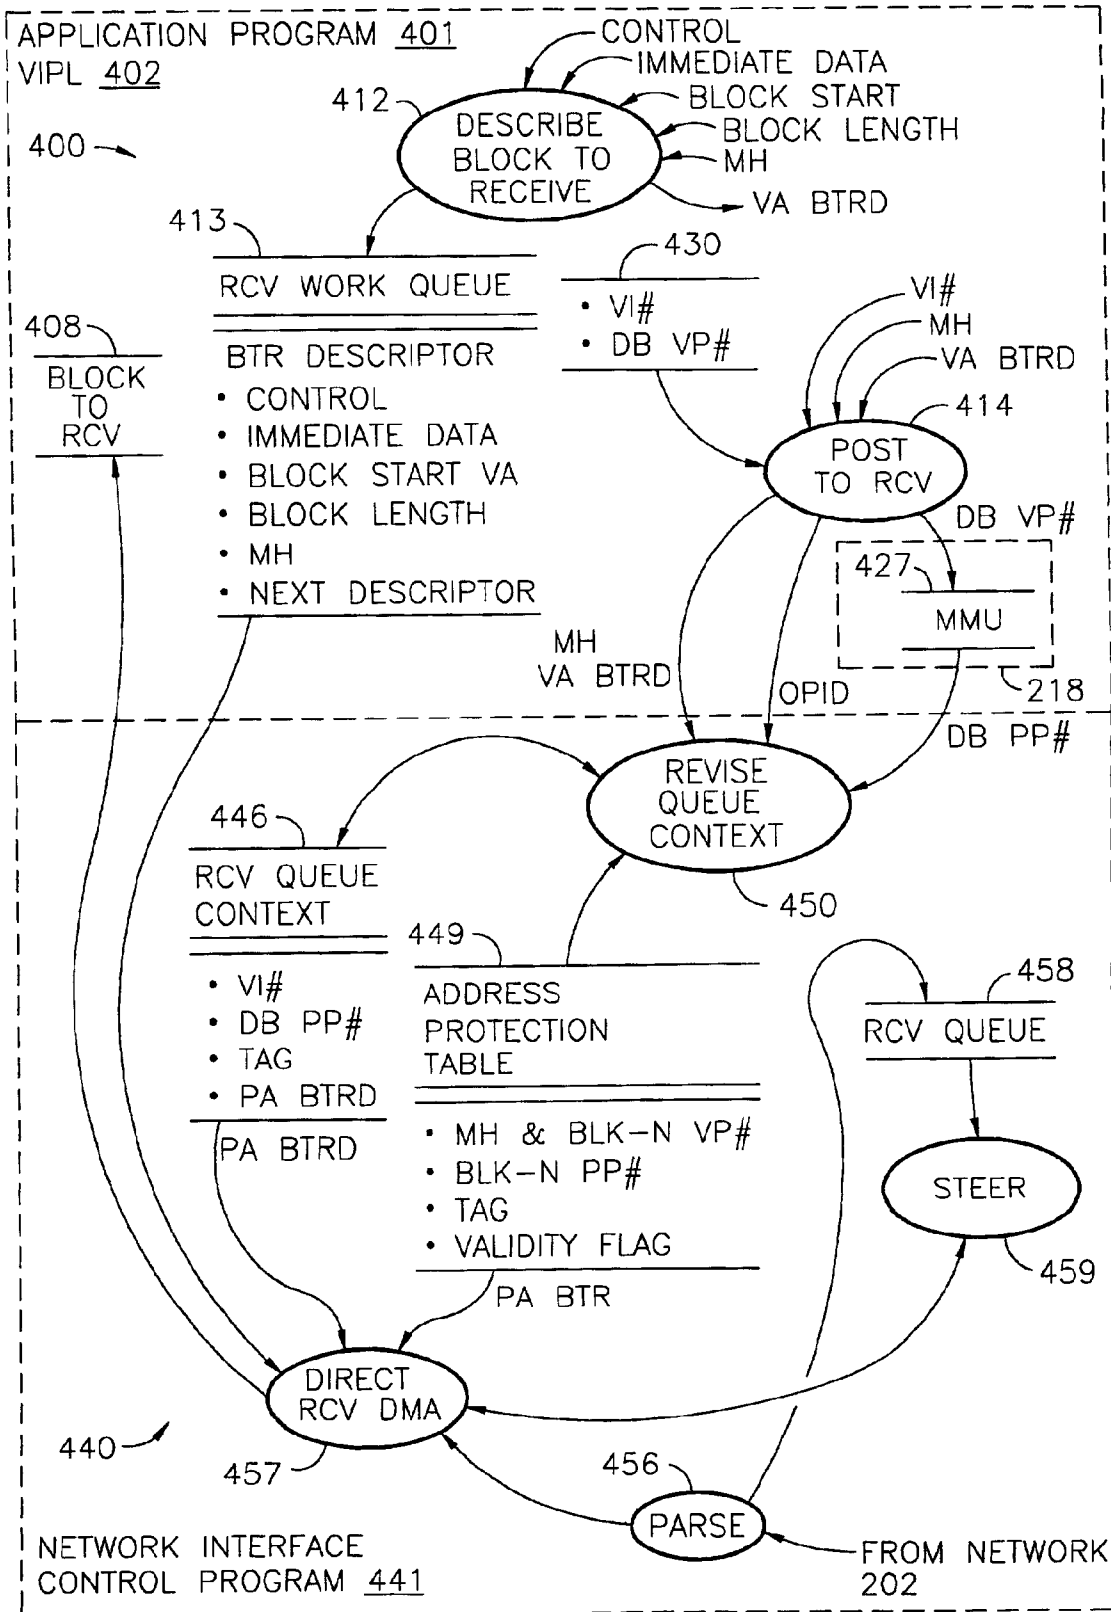 APPLICATION PROGRAM 401
VIPL 402
400
412
DESCRIBE
BLOCK TO
RECEIVE
CONTROL
IMMEDIATE DATA
BLOCK START
BLOCK LENGTH
MH
VA BTRD
413
RCV WORK QUEUE
BTR DESCRIPTOR
• CONTROL
• IMMEDIATE DATA
• BLOCK START VA
• BLOCK LENGTH
• MH
• NEXT DESCRIPTOR
408
BLOCK
TO
RCV
430
• VI#
• DB VP#
VI#
MH
VA BTRD
414
POST
TO RCV
DB VP#
427
MMU
218
MH
VA BTRD
OPID
DB PP#
REVISE
QUEUE
CONTEXT
450
446
RCV QUEUE
CONTEXT
• VI#
• DB PP#
• TAG
• PA BTRD
PA BTRD
449
ADDRESS
PROTECTION
TABLE
• MH & BLK-N VP#
• BLK-N PP#
• TAG
• VALIDITY FLAG
PA BTR
458
RCV QUEUE
STEER
459
DIRECT
RCV DMA
457
440
456
PARSE
FROM NETWORK
202
NETWORK INTERFACE
CONTROL PROGRAM 441